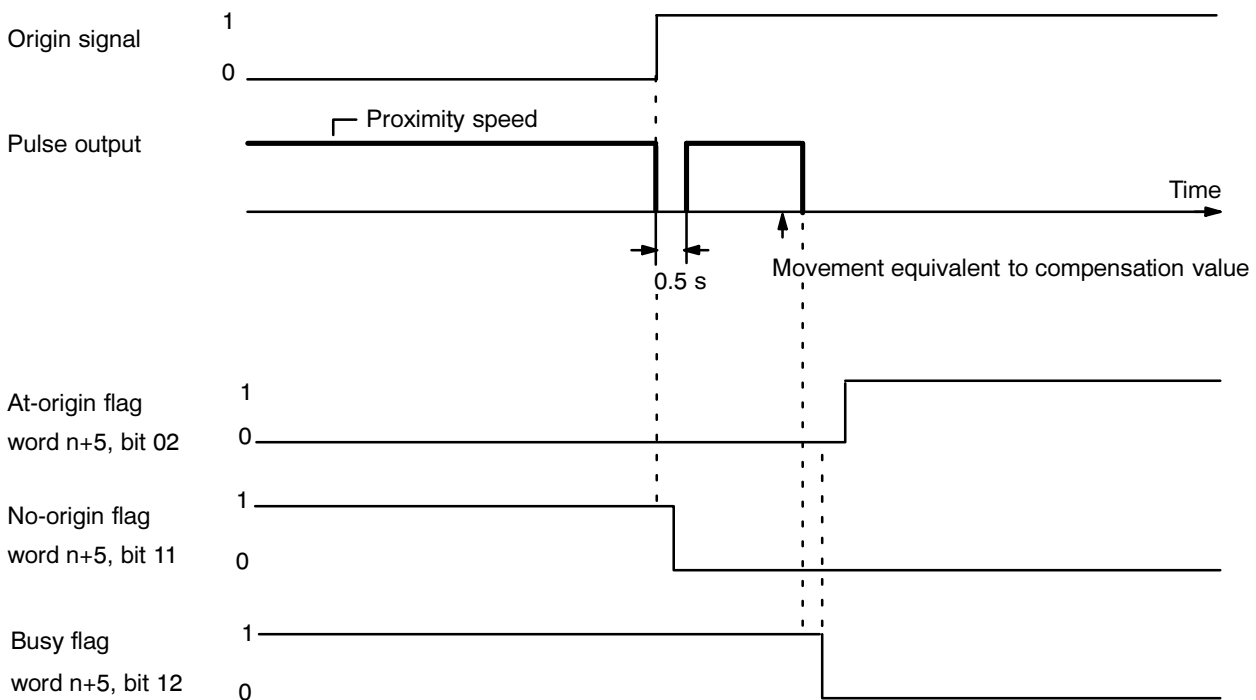 1
Origin signal
0
Proximity speed
Pulse output
Time
Movement equivalent to compensation value
0.5 s
1
At-origin flag
word n+5, bit 02
0
1
No-origin flag
word n+5, bit 11
0
1
Busy flag
word n+5, bit 12
0